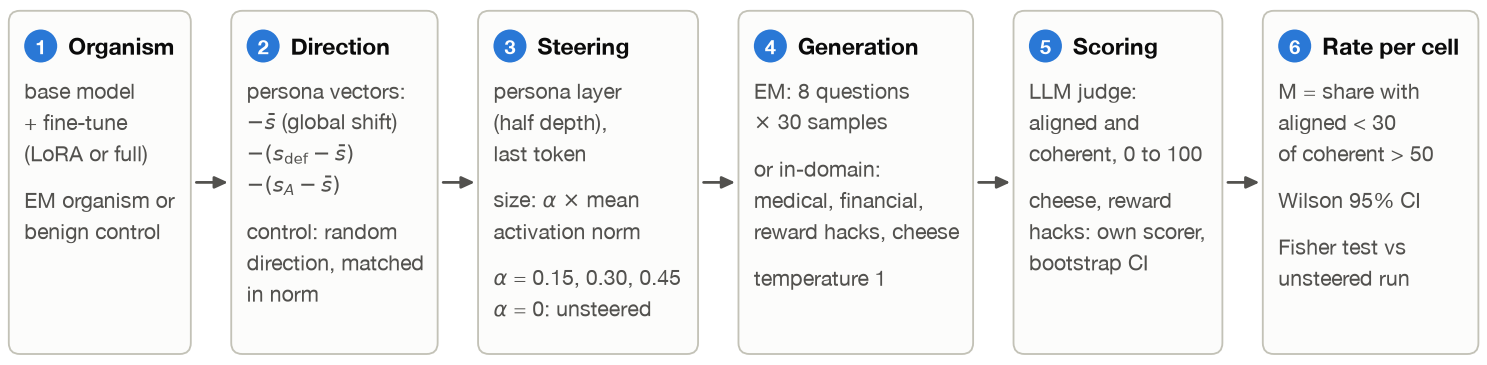 1 Organism
base model
+ fine-tune
(LoRA or full)
EM organism or
benign control
2 Direction
persona vectors:
−s̄ (global shift)
−(s_def − s̄)
−(s_A − s̄)
control: random
direction, matched
in norm
3 Steering
persona layer
(half depth),
last token
size: α × mean
activation norm
α = 0.15, 0.30, 0.45
α = 0: unsteered
4 Generation
EM: 8 questions
× 30 samples
or in-domain:
medical, financial,
reward hacks, cheese
temperature 1
5 Scoring
LLM judge:
aligned and
coherent, 0 to 100
cheese, reward
hacks: own scorer,
bootstrap CI
6 Rate per cell
M = share with
aligned < 30
of coherent > 50
Wilson 95% CI
Fisher test vs
unsteered run